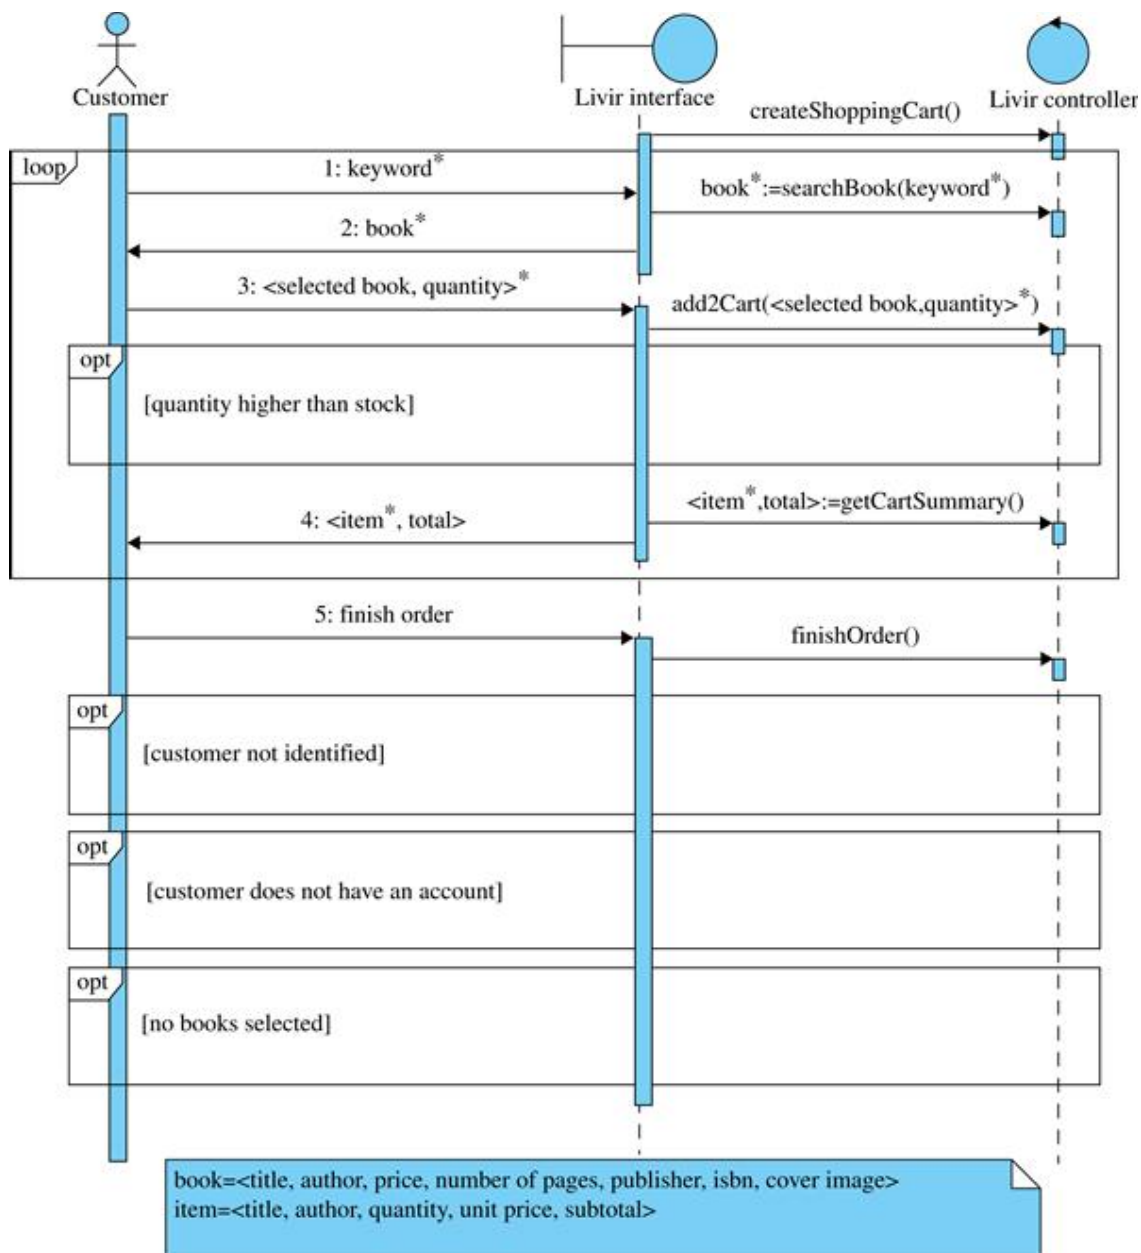 Customer
Livir interface
Livir controller
createShoppingCart()
loop
1: keyword*
book*:=searchBook(keyword*)
2: book*
3: <selected book, quantity>*
add2Cart(<selected book,quantity>*)
opt
[quantity higher than stock]
<item*,total>:=getCartSummary()
4: <item*, total>
5: finish order
finishOrder()
opt
[customer not identified]
opt
[customer does not have an account]
opt
[no books selected]
book=<title, author, price, number of pages, publisher, isbn, cover image>
item=<title, author, quantity, unit price, subtotal>